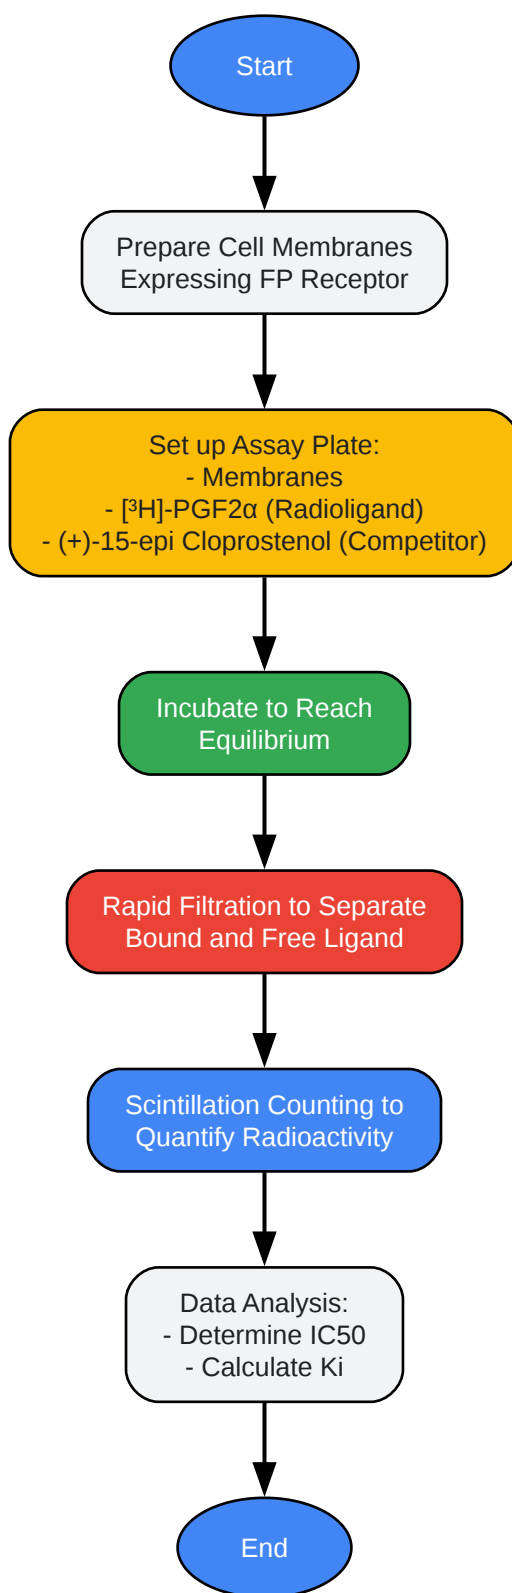 Start
Prepare Cell Membranes
Expressing FP Receptor
Set up Assay Plate:
- Membranes
- [³H]-PGF2α (Radioligand)
- (+)-15-epi Cloprostenol (Competitor)
Incubate to Reach
Equilibrium
Rapid Filtration to Separate
Bound and Free Ligand
Scintillation Counting to
Quantify Radioactivity
Data Analysis:
- Determine IC50
- Calculate Ki
End